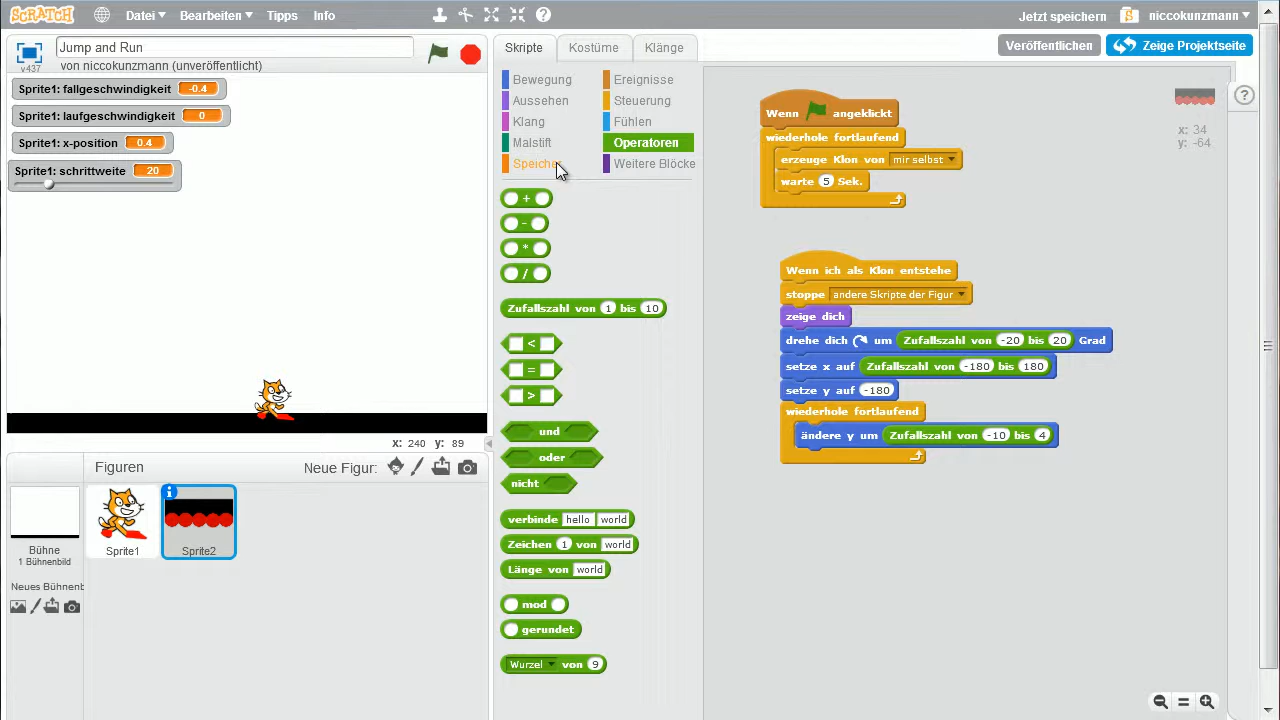 SCRATCH
Datei Bearbeiten Tipps Info
Jetzt speichern niccokunzmann
Jump and Run
von niccokunzmann (unveröffentlicht)
v437
Skripte Kostüme Klänge
Veröffentlichen Zeige Projektseite
Sprite1: fallgeschwindigkeit -0.4
Sprite1: laufgeschwindigkeit 0
Sprite1: x-position 0.4
Sprite1: schrittweite 20
x: 240 y: 89
Figuren Neue Figur:
Bühne
1 Bühnenbild
Sprite1
Sprite2
Neues Bühnenb
Bewegung Ereignisse
Aussehen Steuerung
Klang Fühlen
Malstift Operatoren
Speicher Weitere Blöcke
+
-
*
/
Zufallszahl von 1 bis 10
<
=
>
und
oder
nicht
verbinde hello world
Zeichen 1 von world
Länge von world
mod
gerundet
Wurzel von 9
Wenn angeklickt
wiederhole fortlaufend
erzeuge Klon von mir selbst
warte 5 Sek.
Wenn ich als Klon entstehe
stoppe andere Skripte der Figur
zeige dich
drehe dich um Zufallszahl von -20 bis 20 Grad
setze x auf Zufallszahl von -180 bis 180
setze y auf -180
wiederhole fortlaufend
ändere y um Zufallszahl von -10 bis 4
x: 34
y: -64